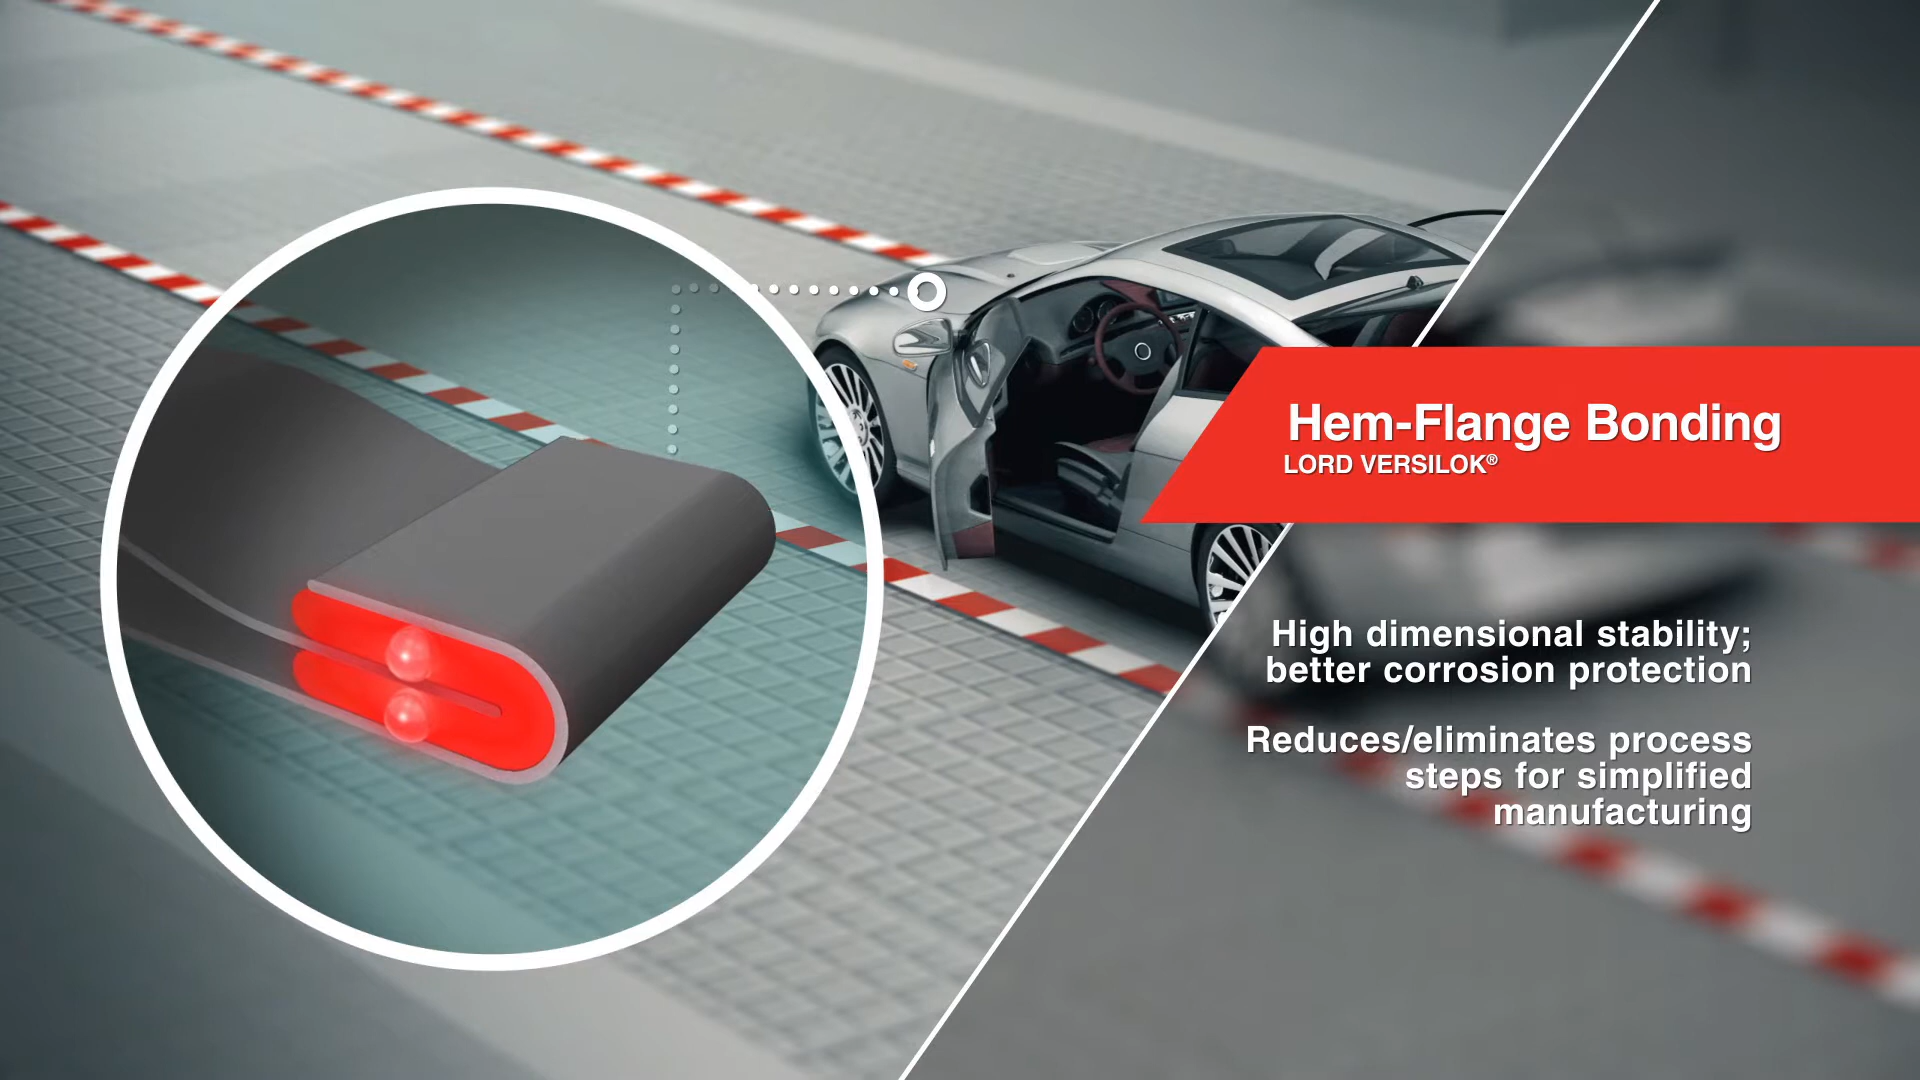 Hem-Flange Bonding
LORD VERSILOK®
High dimensional stability;
better corrosion protection
Reduces/eliminates process
steps for simplified
manufacturing